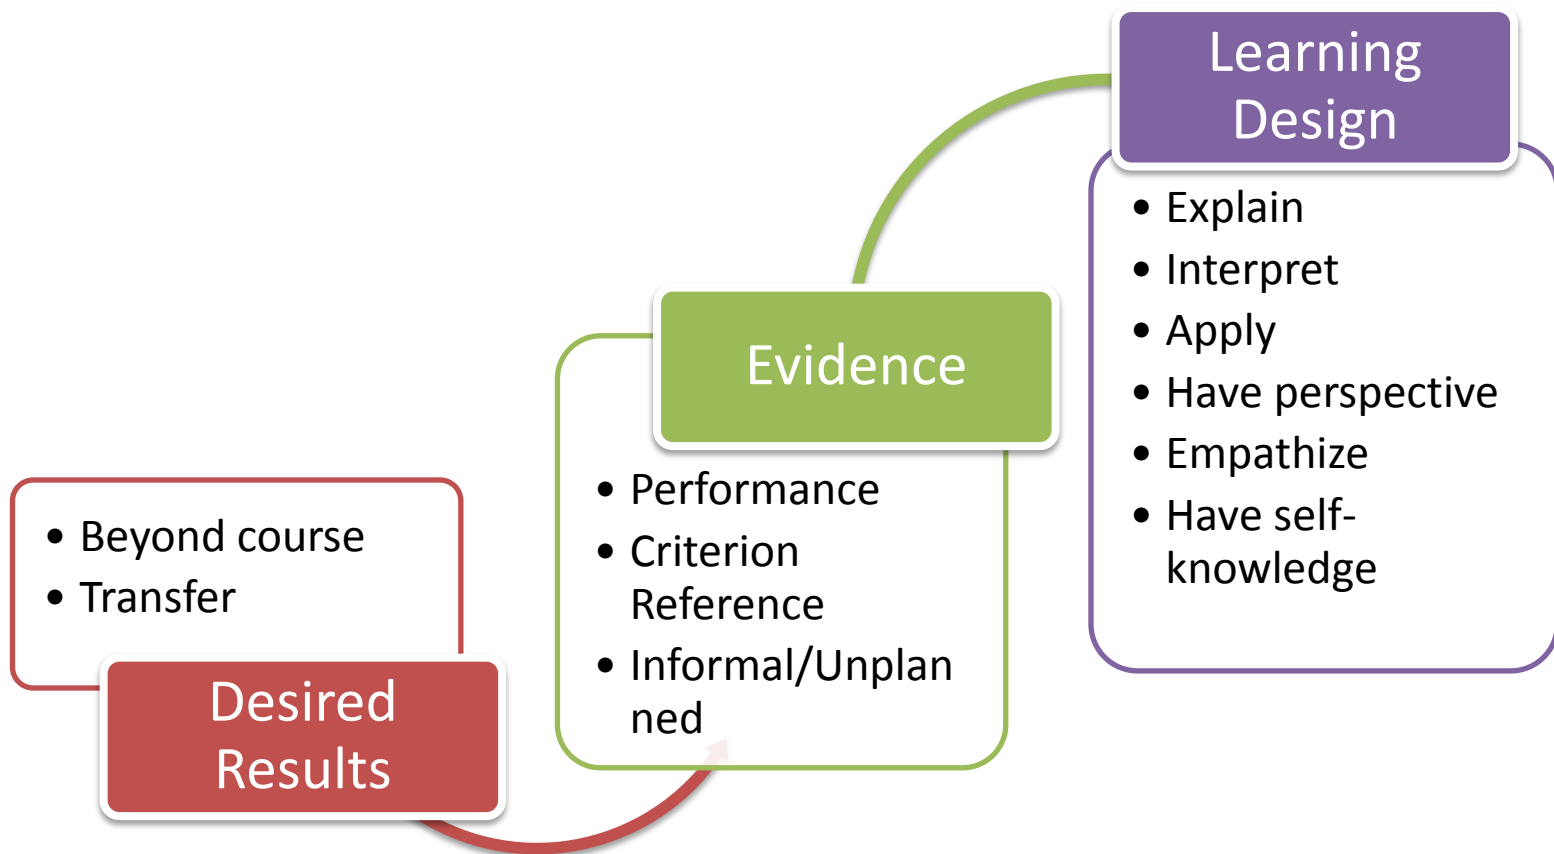 • Beyond course
• Transfer
Desired
Results
Evidence
• Performance
• Criterion
Reference
• Informal/Unplan
ned
Learning
Design
• Explain
• Interpret
• Apply
• Have perspective
• Empathize
• Have self-
knowledge